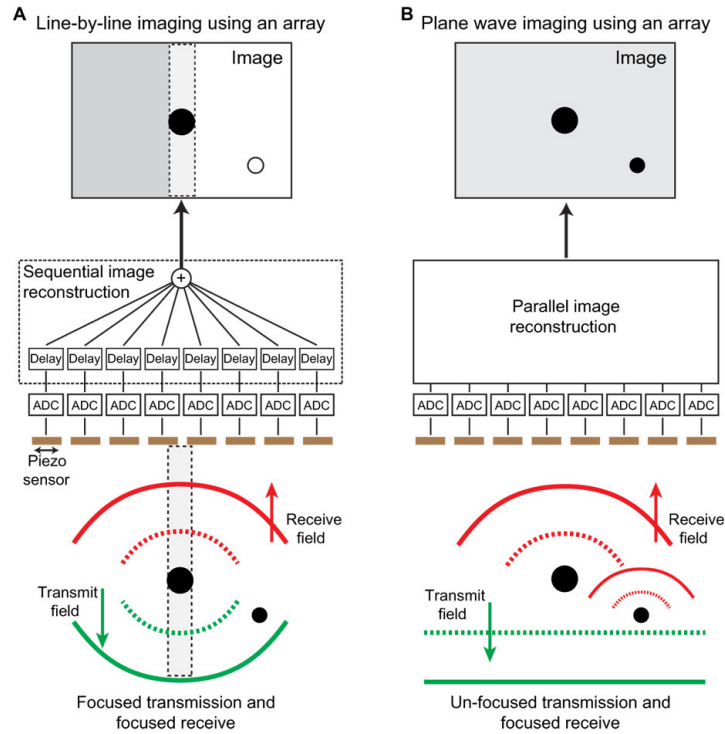 A
Line-by-line imaging using an array
Image
Sequential image
reconstruction
+
Delay Delay Delay Delay Delay Delay Delay Delay
ADC ADC ADC ADC ADC ADC ADC ADC
Piezo
sensor
Receive
field
Transmit
field
Focused transmission and
focused receive
B
Plane wave imaging using an array
Image
Parallel image
reconstruction
ADC ADC ADC ADC ADC ADC ADC ADC
Receive
field
Transmit
field
Un-focused transmission and
focused receive